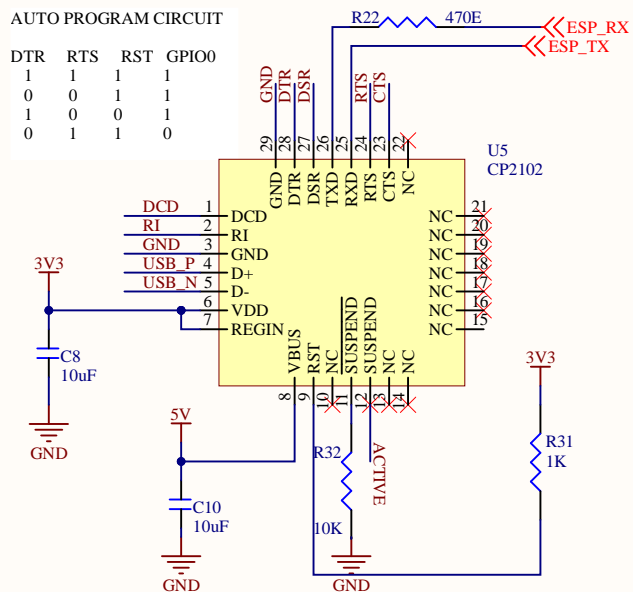 AUTO PROGRAM CIRCUIT
DTR RTS RST GPIO0
1 1 1 1
0 0 1 1
1 0 0 1
0 1 1 0
R22 470E ESP_RX
ESP_TX
GND DTR DSR RTS CTS
29 28 27 26 25 24 23 22
GND DTR DSR TXD RXD RTS CTS NC
U5
CP2102
DCD 1 DCD NC 21
RI 2 RI NC 20
GND 3 GND NC 19
USB_P 4 D+ NC 18
USB_N 5 D- NC 17
6 VDD NC 16
7 REGIN NC 15
3V3
C8
10uF
GND
VBUS RST NC SUSPEND SUSPEND NC NC
8 9 10 11 12 13 14
5V
C10
10uF
GND
R32
10K
GND
ACTIVE
3V3
R31
1K